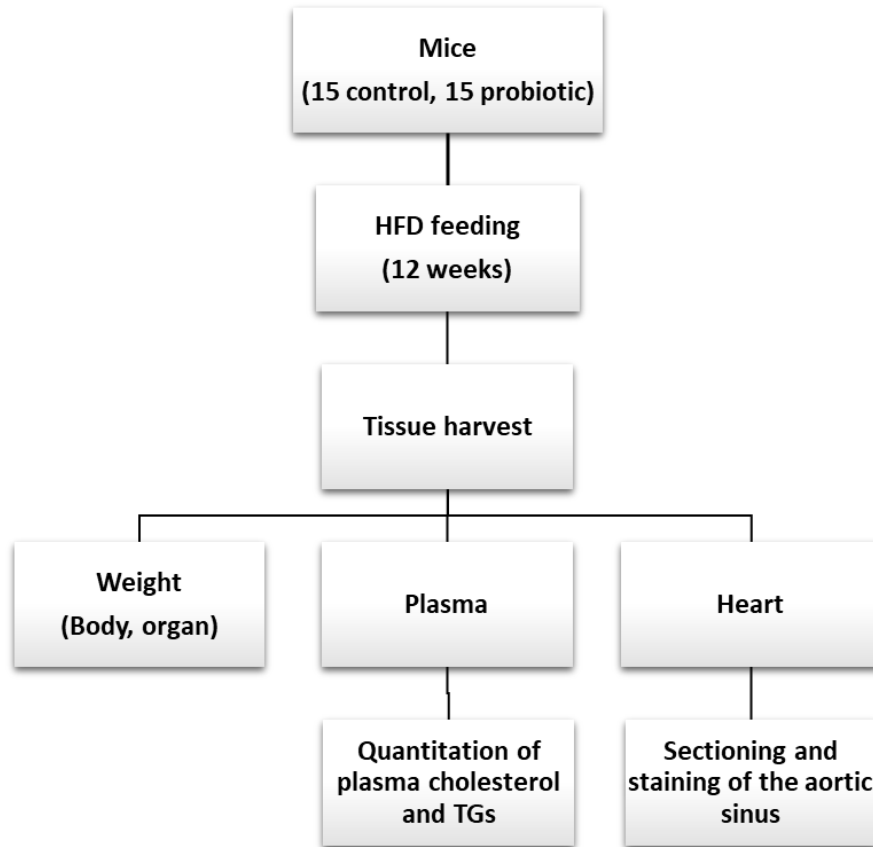 Mice
(15 control, 15 probiotic)
HFD feeding
(12 weeks)
Tissue harvest
Weight
(Body, organ)
Plasma
Heart
Quantitation of
plasma cholesterol
and TGs
Sectioning and
staining of the aortic
sinus